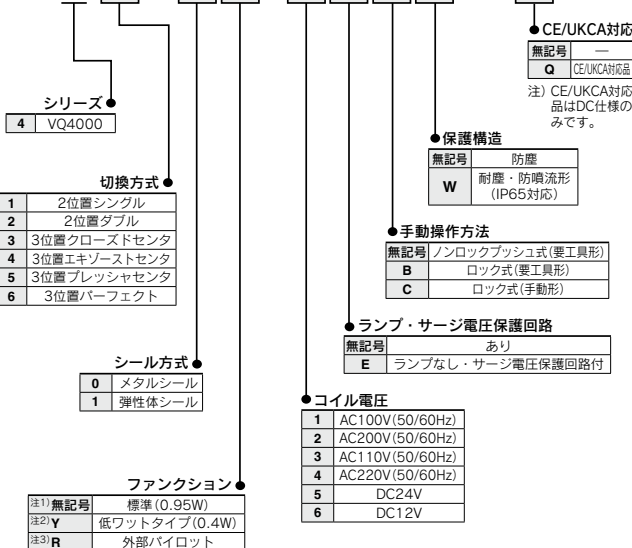 CE/UKCA対応
無記号 —
Q CE/UKCA対応品
注) CE/UKCA対応
品はDC仕様の
みです。
シリーズ
4 VQ4000
保護構造
無記号 防塵
W 耐塵・防噴流形
(IP65対応)
切換方式
1 2位置シングル
2 2位置ダブル
3 3位置クローズドセンタ
4 3位置エキゾーストセンタ
5 3位置プレッシャセンタ
6 3位置パーフェクト
手動操作方法
無記号 ノンロックプッシュ式(要工具形)
B ロック式(要工具形)
C ロック式(手動形)
ランプ・サージ電圧保護回路
無記号 あり
E ランプなし・サージ電圧保護回路付
シール方式
0 メタルシール
1 弾性体シール
コイル電圧
1 AC100V(50/60Hz)
2 AC200V(50/60Hz)
3 AC110V(50/60Hz)
4 AC220V(50/60Hz)
5 DC24V
6 DC12V
ファンクション
注1)無記号 標準(0.95W)
注2)Y 低ワットタイプ(0.4W)
注3)R 外部パイロット